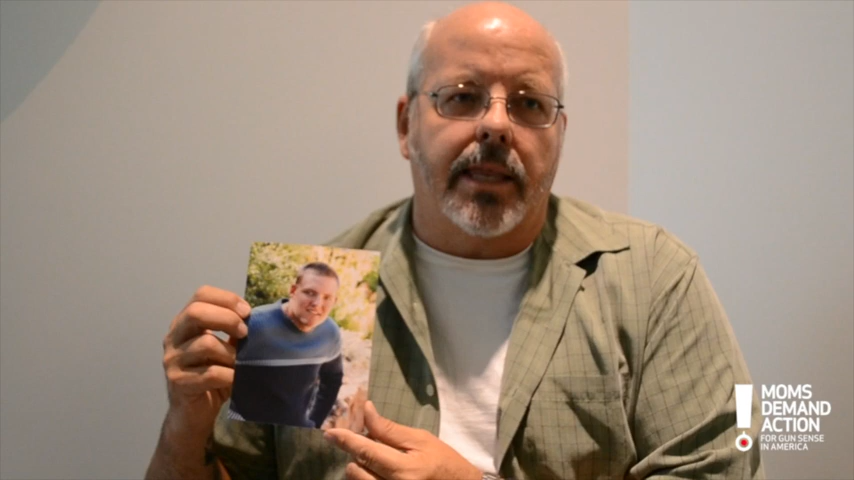 MOMS
DEMAND
ACTION
FOR GUN SENSE
IN AMERICA